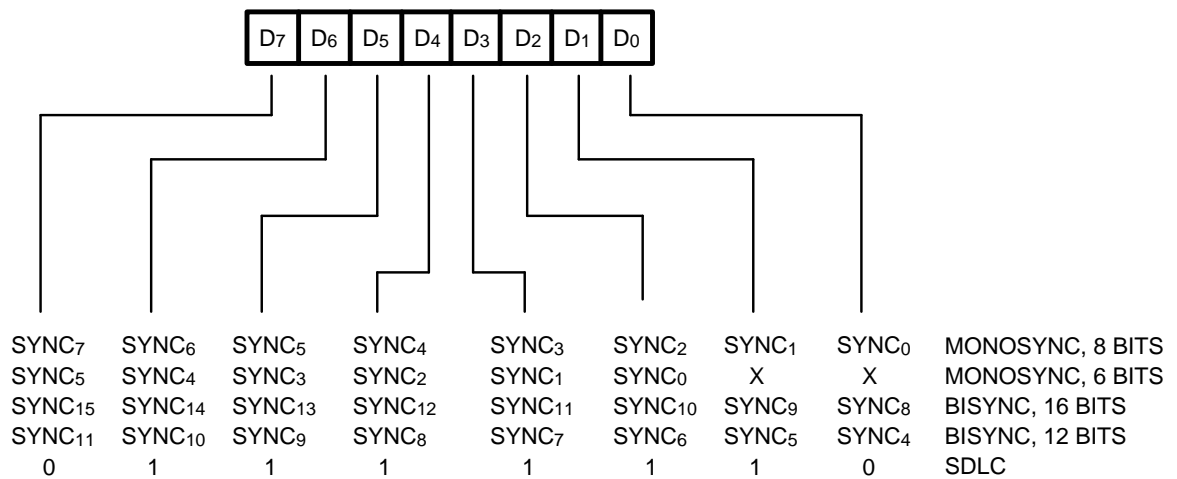 D7 D6 D5 D4 D3 D2 D1 D0
SYNC7 SYNC6 SYNC5 SYNC4 SYNC3 SYNC2 SYNC1 SYNC0 MONOSYNC, 8 BITS
SYNC5 SYNC4 SYNC3 SYNC2 SYNC1 SYNC0 X X MONOSYNC, 6 BITS
SYNC15 SYNC14 SYNC13 SYNC12 SYNC11 SYNC10 SYNC9 SYNC8 BISYNC, 16 BITS
SYNC11 SYNC10 SYNC9 SYNC8 SYNC7 SYNC6 SYNC5 SYNC4 BISYNC, 12 BITS
0 1 1 1 1 1 1 0 SDLC